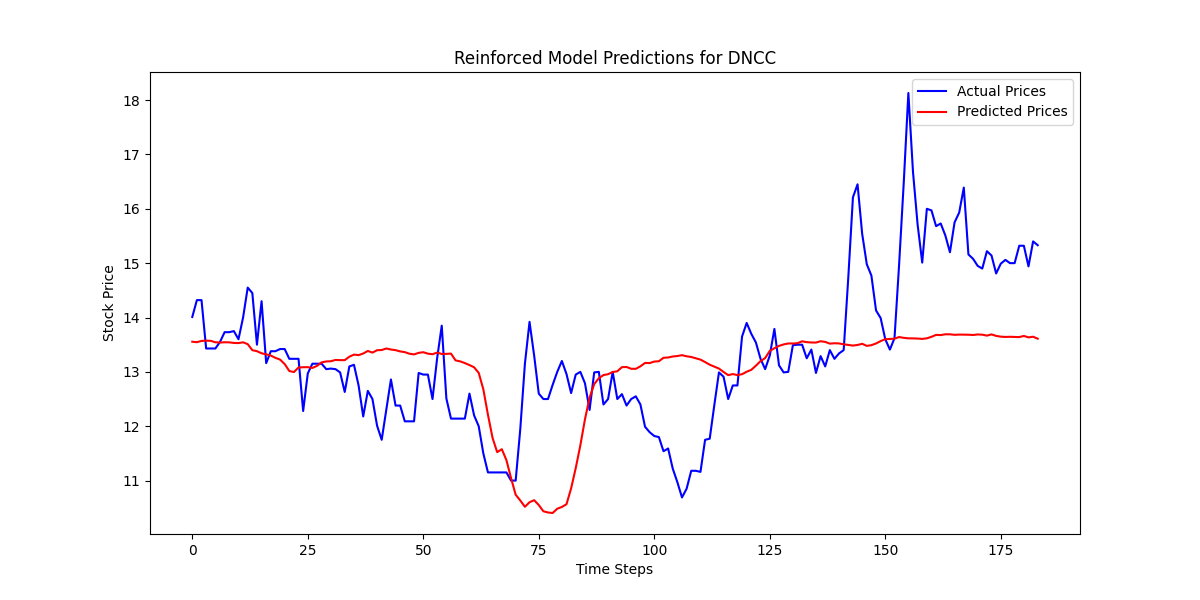 Reinforced Model Predictions for DNCC
Actual Prices
Predicted Prices
18
17
16
15
14
13
12
11
Stock Price
0 25 50 75 100 125 150 175
Time Steps